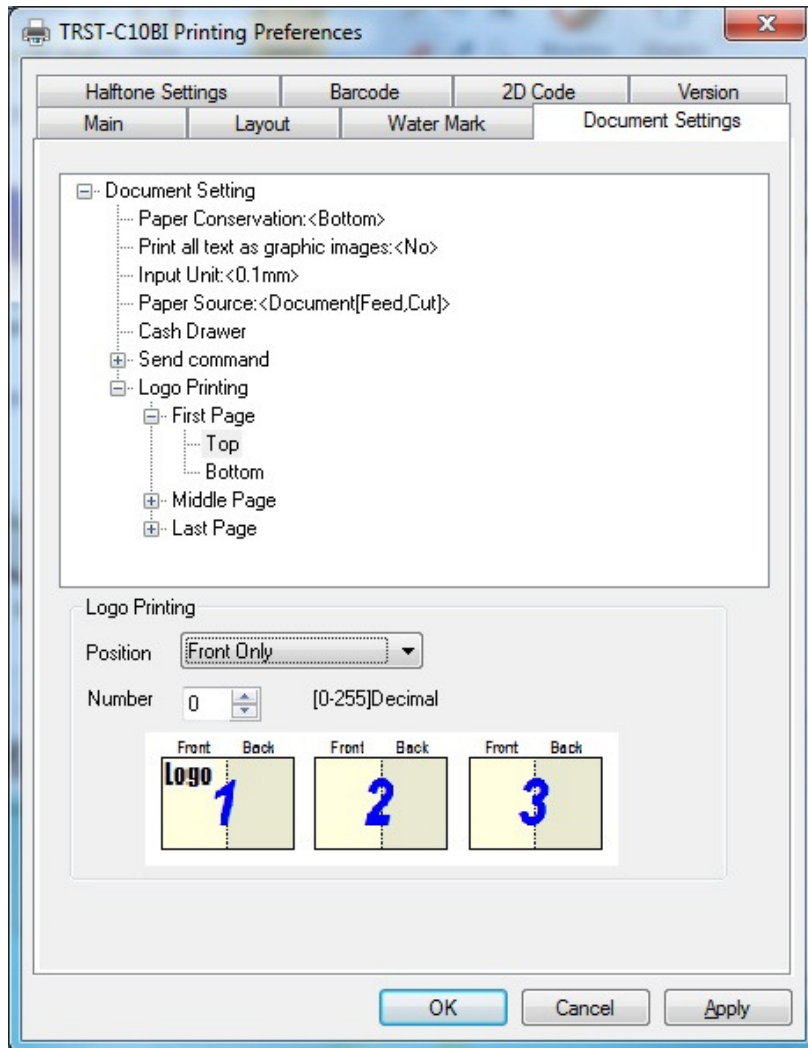 TRST-C10BI Printing Preferences
Halftone Settings Barcode 2D Code Version
Main Layout Water Mark Document Settings
Document Setting
Paper Conservation:<Bottom>
Print all text as graphic images:<No>
Input Unit:<0.1mm>
Paper Source:<Document[Feed,Cut]>
Cash Drawer
Send command
Logo Printing
First Page
Top
Bottom
Middle Page
Last Page
Logo Printing
Position Front Only
Number 0 [0-255]Decimal
Front Back Front Back Front Back
Logo 1 2 3
OK Cancel Apply